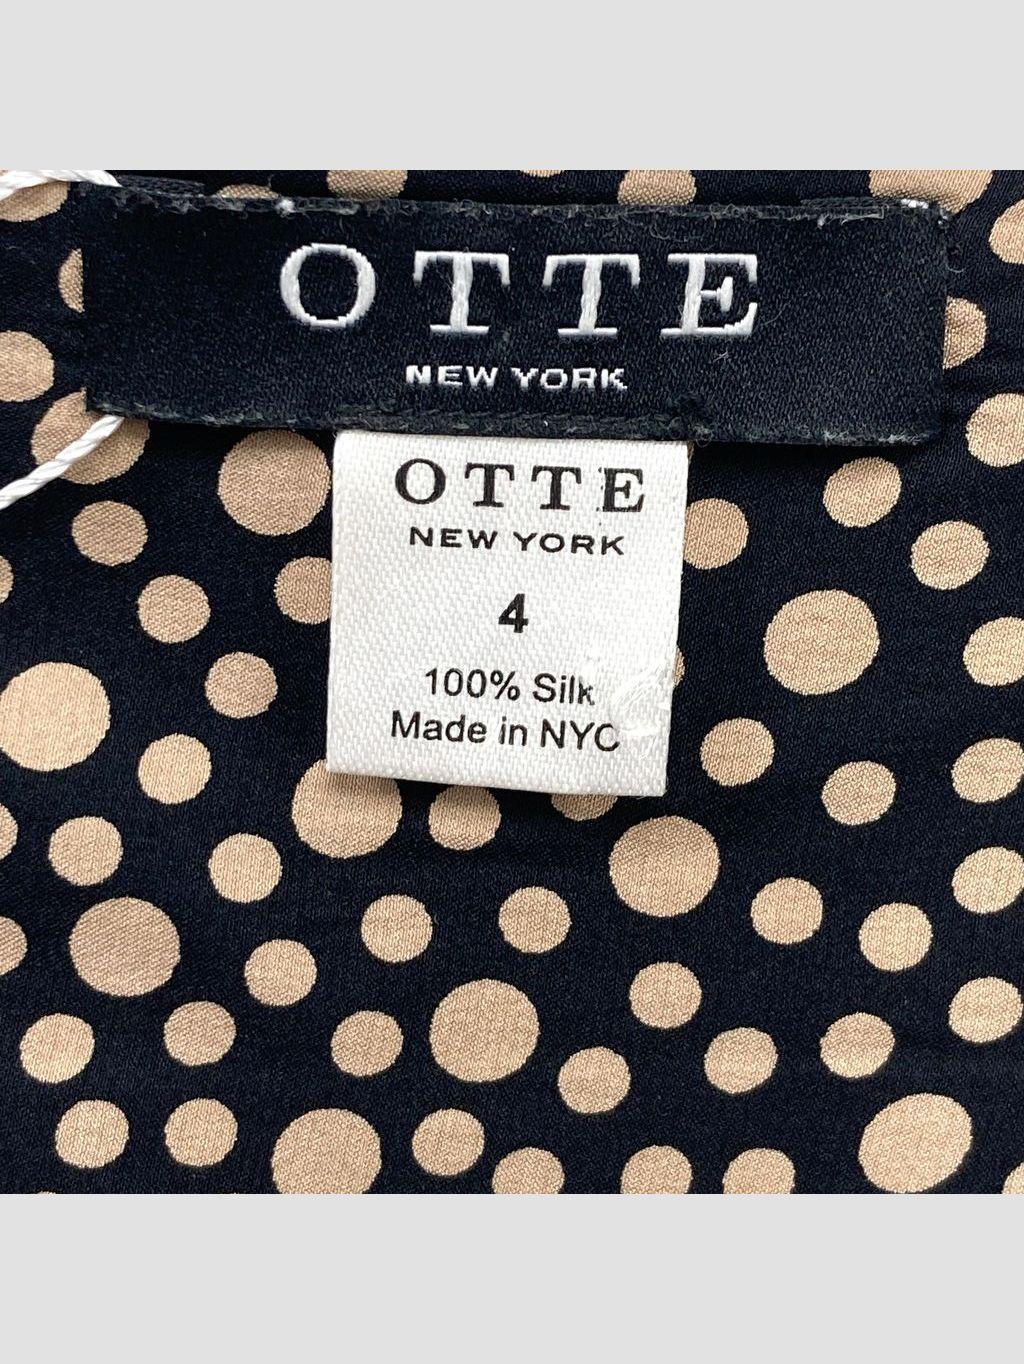 OTTE
NEW YORK
OTTE
NEW YORK
4
100% Silk
Made in NYC